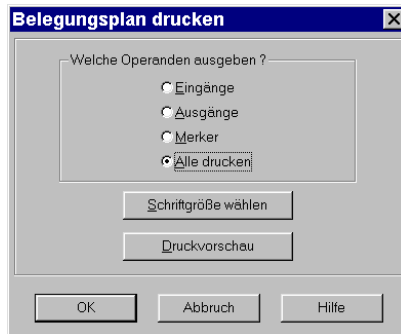 Belegungsplan drucken
Welche Operanden ausgeben ?
Eingänge
Ausgänge
Merker
Alle drucken
Schriftgröße wählen
Druckvorschau
OK Abbruch Hilfe